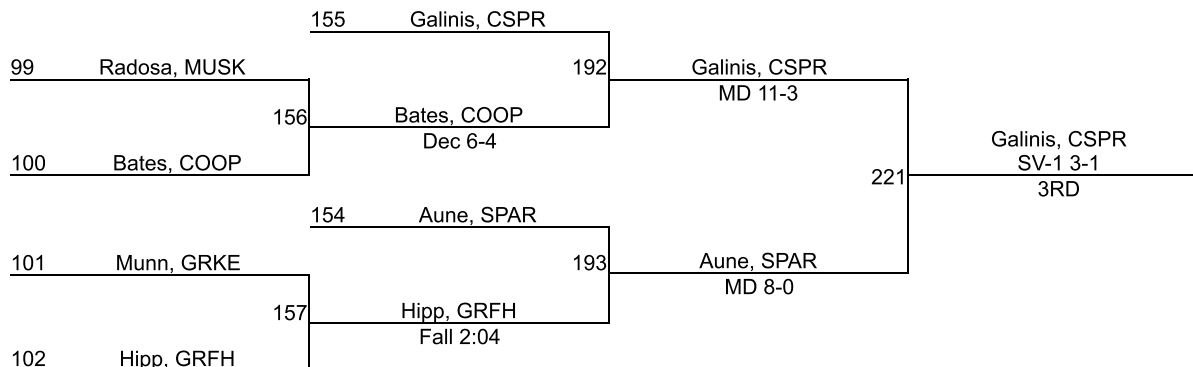 155 Galinis, CSPR
99 Radosa, MUSK
192 Galinis, CSPR
MD 11-3
156 Bates, COOP
Dec 6-4
Galinis, CSPR
100 Bates, COOP
SV-1 3-1
221
3RD
154 Aune, SPAR
101 Munn, GRKE
193 Aune, SPAR
MD 8-0
157 Hipp, GRFH
Fall 2:04
102 Hipp, GRFH